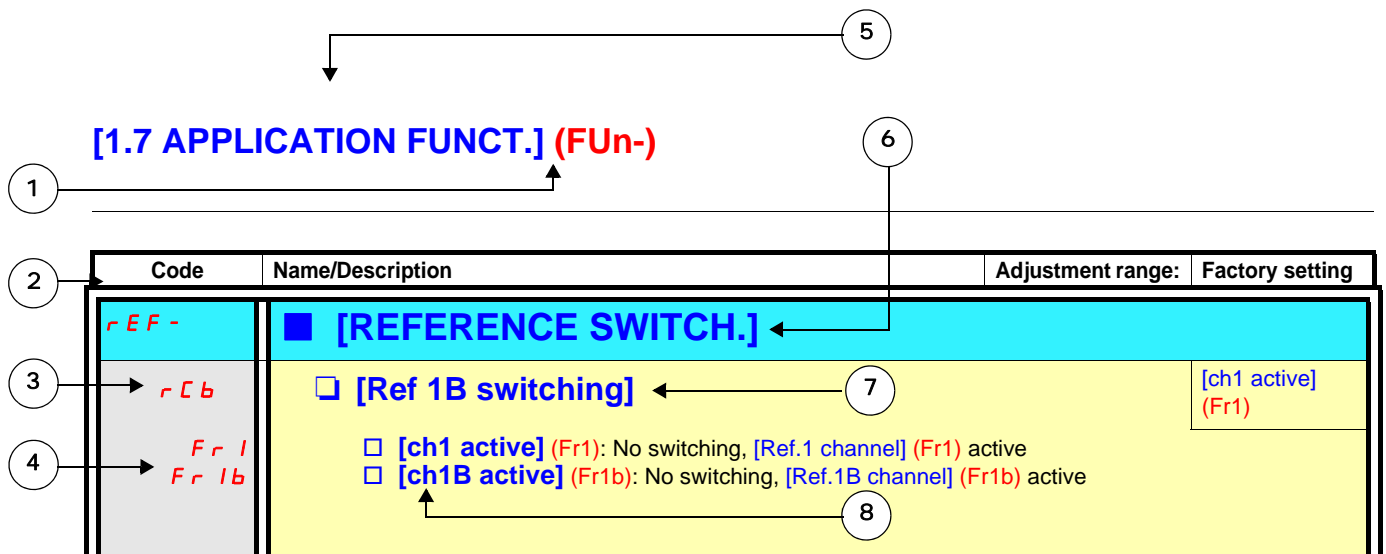 5
[1.7 APPLICATION FUNCT.] (FUn-)
6
1
2
Code Name/Description Adjustment range: Factory setting
rEF- ■ [REFERENCE SWITCH.]
3 rCb ❏ [Ref 1B switching] 7 [ch1 active]
(Fr1)
4 Fr1 □ [ch1 active] (Fr1): No switching, [Ref.1 channel] (Fr1) active
Fr1b □ [ch1B active] (Fr1b): No switching, [Ref.1B channel] (Fr1b) active
8